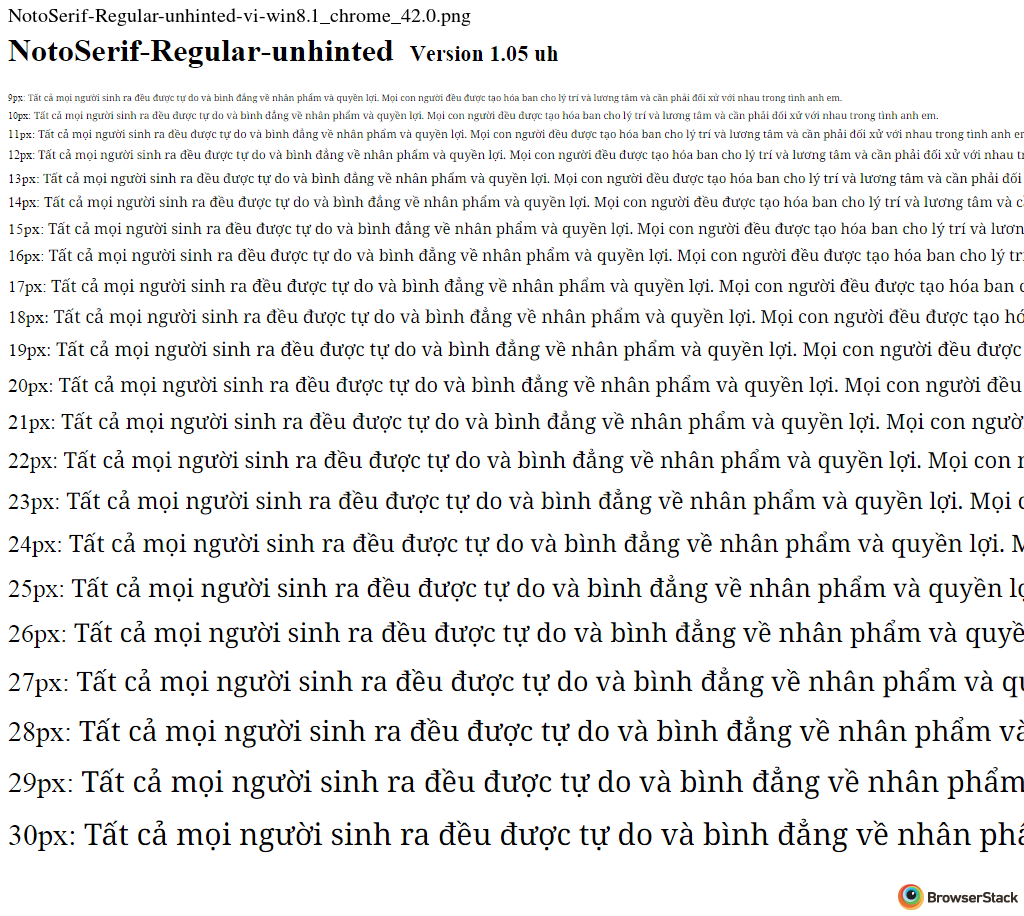 NotoSerif-Regular-unhinted-vi-win8.1_chrome_42.0.png
NotoSerif-Regular-unhinted Version 1.05 uh
9px: Tất cả mọi người sinh ra đều được tự do và bình đẳng về nhân phẩm và quyền lợi. Mọi con người đều được tạo hóa ban cho lý trí và lương tâm và cần phải đối xử với nhau trong tình anh em.
10px: Tất cả mọi người sinh ra đều được tự do và bình đẳng về nhân phẩm và quyền lợi. Mọi con người đều được tạo hóa ban cho lý trí và lương tâm và cần phải đối xử với nhau trong tình anh em.
11px: Tất cả mọi người sinh ra đều được tự do và bình đẳng về nhân phẩm và quyền lợi. Mọi con người đều được tạo hóa ban cho lý trí và lương tâm và cần phải đối xử với nhau trong tình anh
12px: Tất cả mọi người sinh ra đều được tự do và bình đẳng về nhân phẩm và quyền lợi. Mọi con người đều được tạo hóa ban cho lý trí và lương tâm và cần phải đối xử với nhau
13px: Tất cả mọi người sinh ra đều được tự do và bình đẳng về nhân phẩm và quyền lợi. Mọi con người đều được tạo hóa ban cho lý trí và lương tâm và cần phải đối
14px: Tất cả mọi người sinh ra đều được tự do và bình đẳng về nhân phẩm và quyền lợi. Mọi con người đều được tạo hóa ban cho lý trí và lương tâm và
15px: Tất cả mọi người sinh ra đều được tự do và bình đẳng về nhân phẩm và quyền lợi. Mọi con người đều được tạo hóa ban cho lý trí và lươn
16px: Tất cả mọi người sinh ra đều được tự do và bình đẳng về nhân phẩm và quyền lợi. Mọi con người đều được tạo hóa ban cho lý tr
17px: Tất cả mọi người sinh ra đều được tự do và bình đẳng về nhân phẩm và quyền lợi. Mọi con người đều được tạo hóa ban
18px: Tất cả mọi người sinh ra đều được tự do và bình đẳng về nhân phẩm và quyền lợi. Mọi con người đều được tạo hó
19px: Tất cả mọi người sinh ra đều được tự do và bình đẳng về nhân phẩm và quyền lợi. Mọi con người đều được
20px: Tất cả mọi người sinh ra đều được tự do và bình đẳng về nhân phẩm và quyền lợi. Mọi con người đều
21px: Tất cả mọi người sinh ra đều được tự do và bình đẳng về nhân phẩm và quyền lợi. Mọi con ngườ
22px: Tất cả mọi người sinh ra đều được tự do và bình đẳng về nhân phẩm và quyền lợi. Mọi con
23px: Tất cả mọi người sinh ra đều được tự do và bình đẳng về nhân phẩm và quyền lợi. Mọi
24px: Tất cả mọi người sinh ra đều được tự do và bình đẳng về nhân phẩm và quyền lợi.
25px: Tất cả mọi người sinh ra đều được tự do và bình đẳng về nhân phẩm và quyền lợ
26px: Tất cả mọi người sinh ra đều được tự do và bình đẳng về nhân phẩm và quyề
27px: Tất cả mọi người sinh ra đều được tự do và bình đẳng về nhân phẩm và
28px: Tất cả mọi người sinh ra đều được tự do và bình đẳng về nhân phẩm và
29px: Tất cả mọi người sinh ra đều được tự do và bình đẳng về nhân phẩm
30px: Tất cả mọi người sinh ra đều được tự do và bình đẳng về nhân
BrowserStack